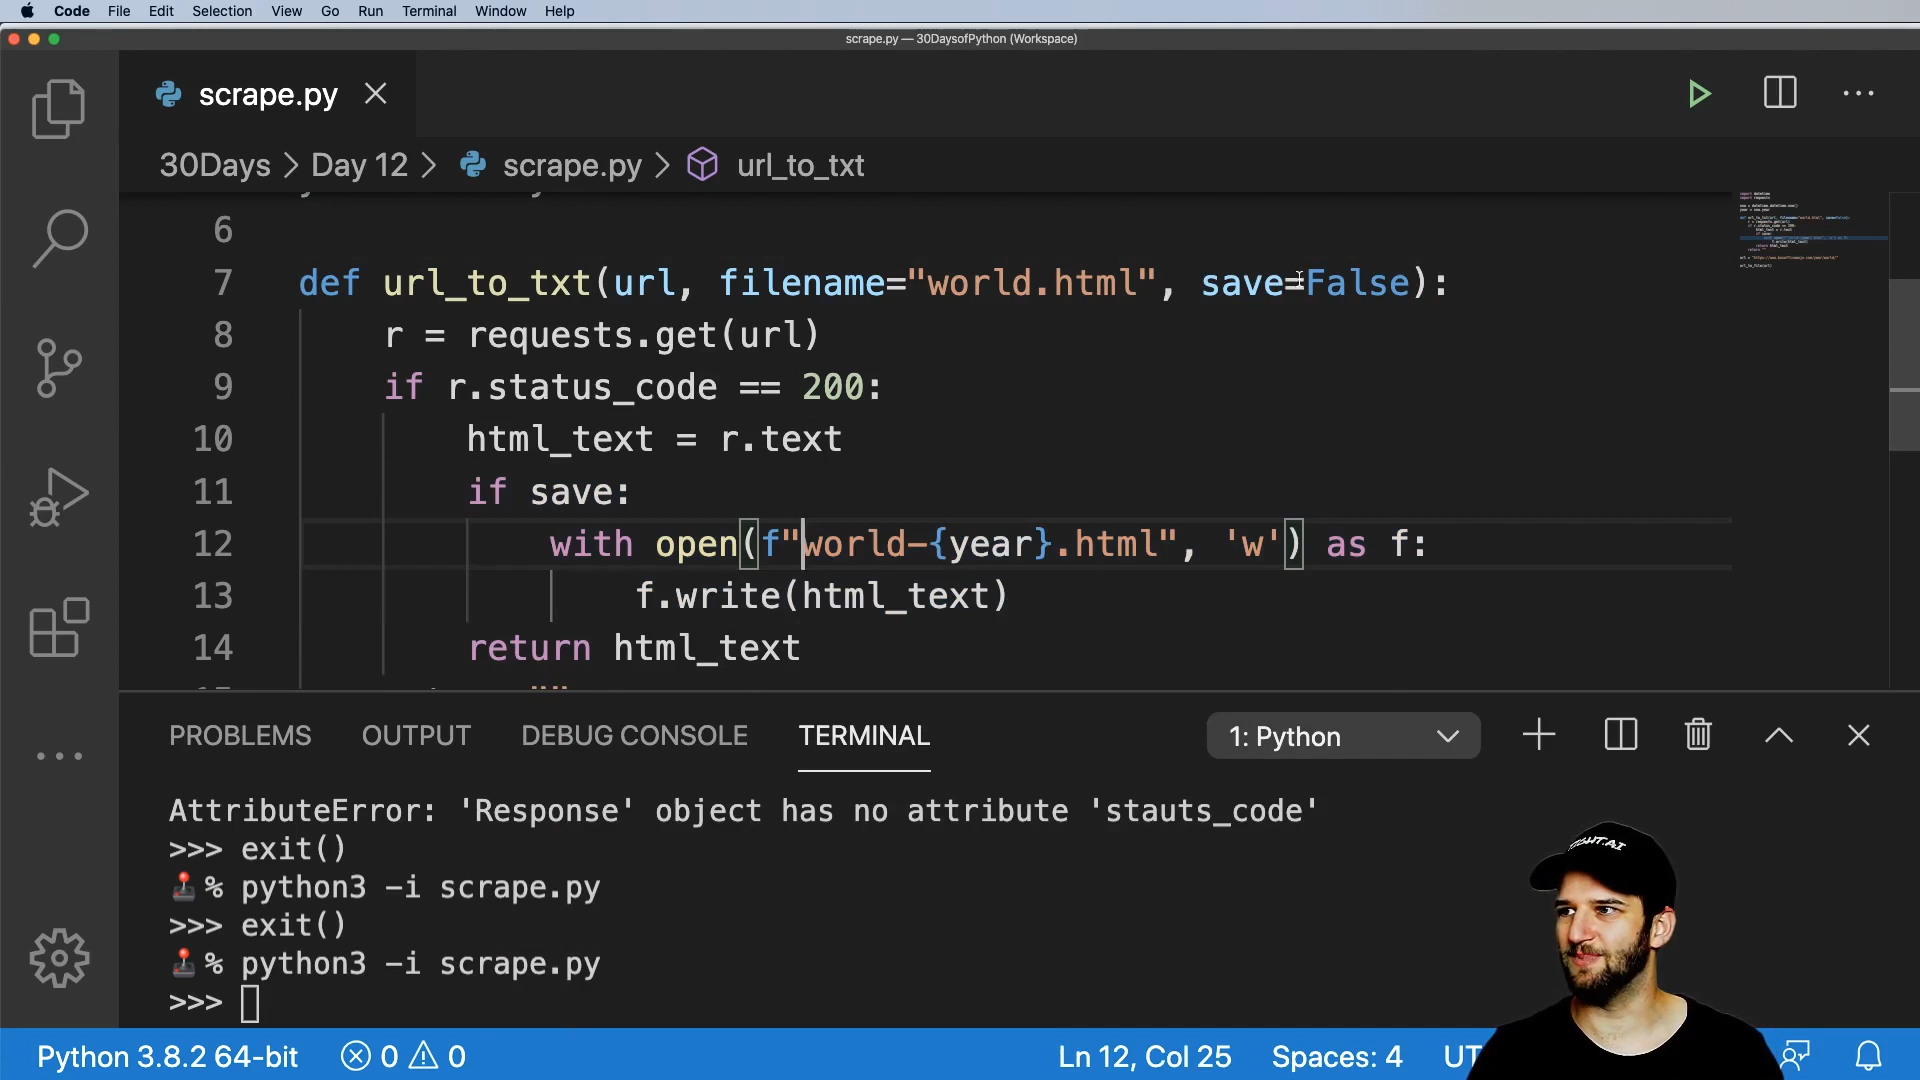 Code File Edit Selection View Go Run Terminal Window Help
scrape.py — 30DaysofPython (Workspace)
scrape.py
30Days > Day 12 > scrape.py > url_to_txt
6
7 def url_to_txt(url, filename="world.html", save=False):
8 r = requests.get(url)
9 if r.status_code == 200:
10 html_text = r.text
11 if save:
12 with open(f"world-{year}.html", 'w') as f:
13 f.write(html_text)
14 return html_text
PROBLEMS OUTPUT DEBUG CONSOLE TERMINAL 1: Python
AttributeError: 'Response' object has no attribute 'stauts_code'
>>> exit()
% python3 -i scrape.py
>>> exit()
% python3 -i scrape.py
>>>
Python 3.8.2 64-bit 0 0 Ln 12, Col 25 Spaces: 4